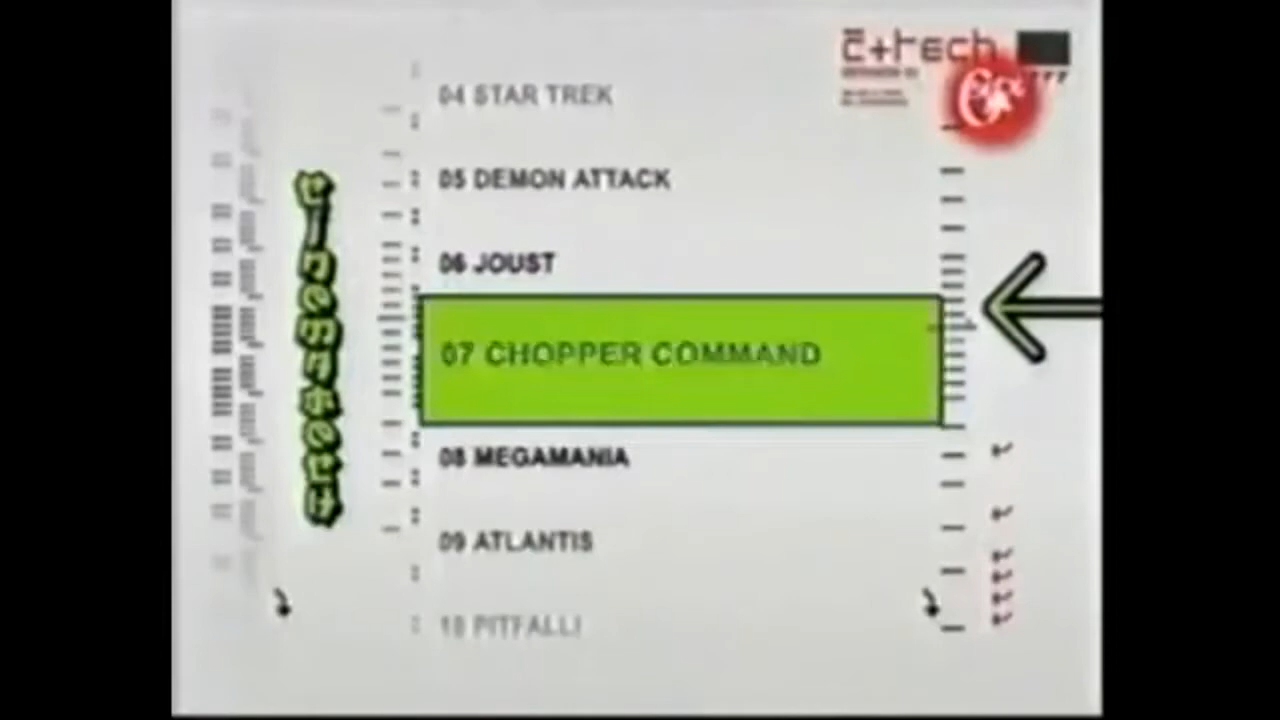 04 STAR TREK
05 DEMON ATTACK
06 JOUST
07 CHOPPER COMMAND
08 MEGAMANIA
09 ATLANTIS
10 PITFALL!